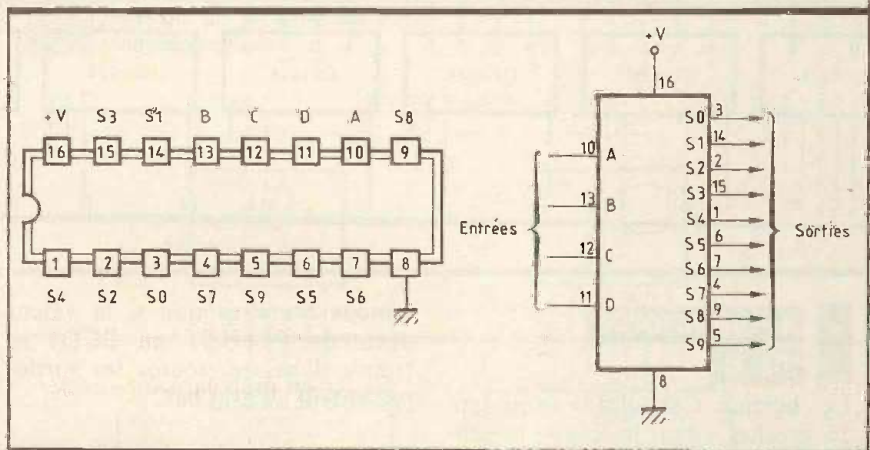 +V S3 S1 B C D A S8
16 15 14 13 12 11 10 9
1 2 3 4 5 6 7 8
S4 S2 S0 S7 S9 S5 S6
+V
16
10 A
13 B
12 C
11 D
Entrées
S0 3
S1 14
S2 2
S3 15
S4 1
S5 6
S6 7
S7 4
S8 9
S9 5
Sorties
8